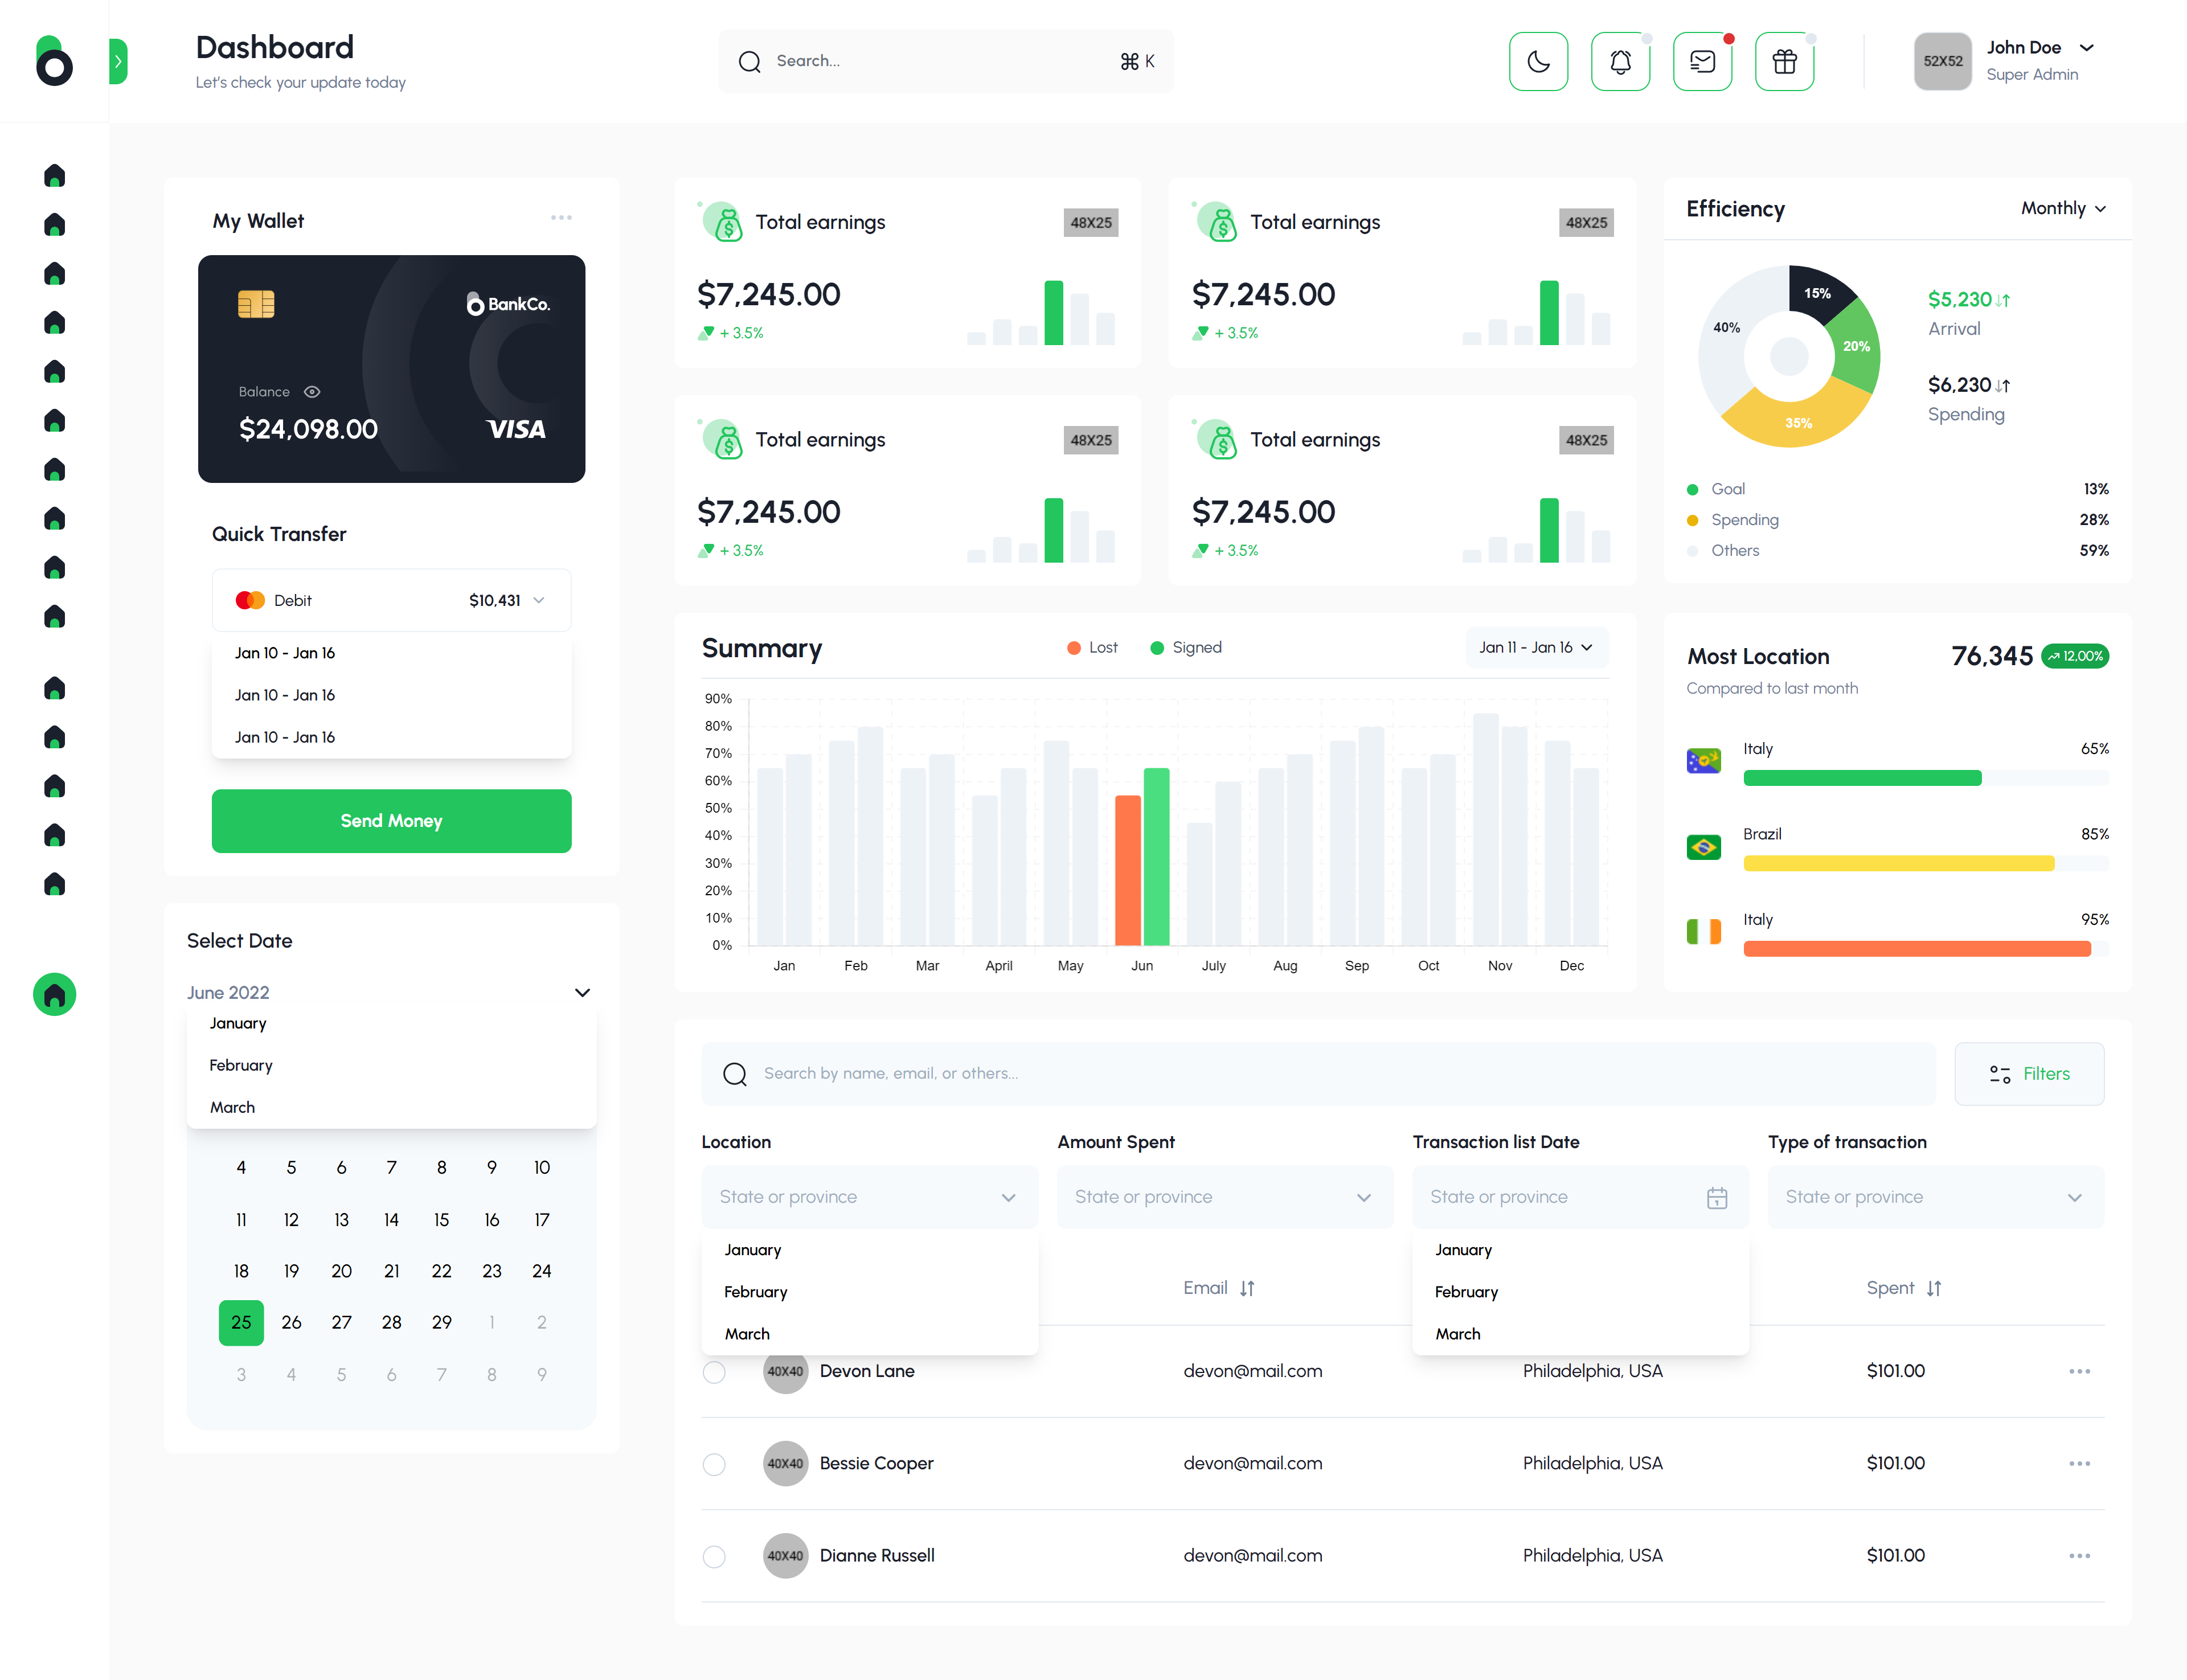 Dashboard
Let's check your update today
Search...
⌘ K
52X52
John Doe
Super Admin
My Wallet
BankCo.
Balance
$24,098.00
VISA
Quick Transfer
Debit $10,431
Jan 10 - Jan 16
Jan 10 - Jan 16
Jan 10 - Jan 16
Send Money
Select Date
June 2022
January
February
March
4 5 6 7 8 9 10
11 12 13 14 15 16 17
18 19 20 21 22 23 24
25 26 27 28 29 1 2
3 4 5 6 7 8 9
Total earnings 48X25
$7,245.00
+ 3.5%
Total earnings 48X25
$7,245.00
+ 3.5%
Total earnings 48X25
$7,245.00
+ 3.5%
Total earnings 48X25
$7,245.00
+ 3.5%
Efficiency Monthly
15%
20%
35%
40%
$5,230
Arrival
$6,230
Spending
Goal 13%
Spending 28%
Others 59%
Summary Lost Signed Jan 11 - Jan 16
90%
80%
70%
60%
50%
40%
30%
20%
10%
0%
Jan Feb Mar April May Jun July Aug Sep Oct Nov Dec
Most Location 76,345 12,00%
Compared to last month
Italy 65%
Brazil 85%
Italy 95%
Search by name, email, or others...
Filters
Location Amount Spent Transaction list Date Type of transaction
State or province State or province State or province 1 State or province
January
February
March
January
February
March
Email Spent
40X40 Devon Lane devon@mail.com Philadelphia, USA $101.00
40X40 Bessie Cooper devon@mail.com Philadelphia, USA $101.00
40X40 Dianne Russell devon@mail.com Philadelphia, USA $101.00